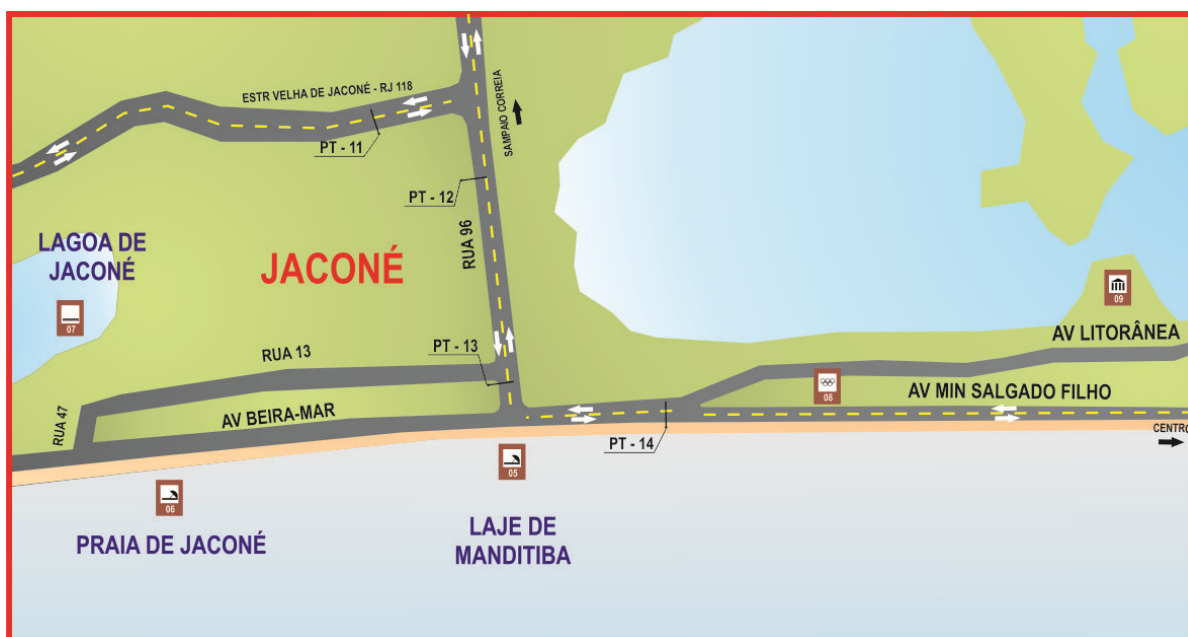 ESTR VELHA DE JACONÉ - RJ 118
PT - 11
SAMPAIO CORREIA
PT - 12
RUA 96
LAGOA DE
JACONÉ
07
JACONÉ
09
AV LITORÂNEA
PT - 13
RUA 13
08
AV MIN SALGADO FILHO
RUA 47
AV BEIRA-MAR
CENTRO
PT - 14
05
06
PRAIA DE JACONÉ
LAJE DE
MANDITIBA